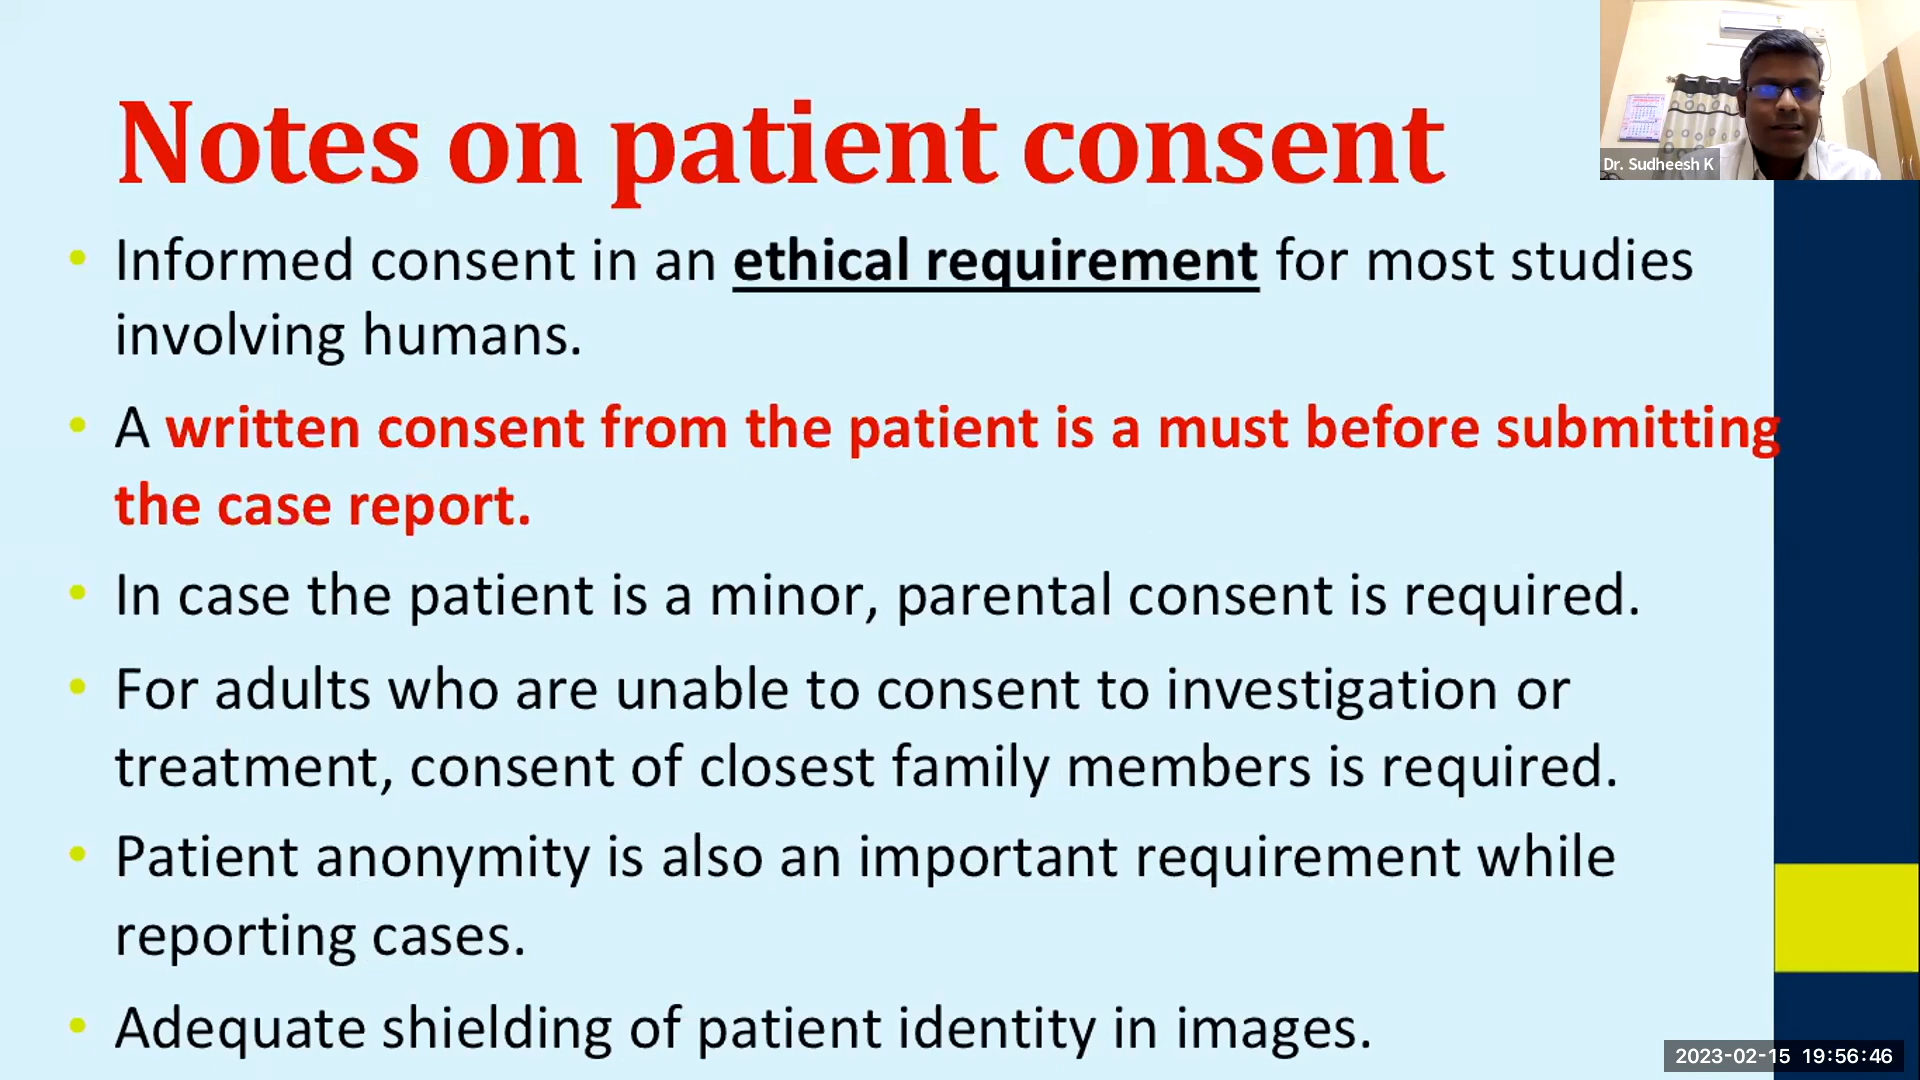 Notes on patient consent
Dr. Sudheesh K
• Informed consent in an ethical requirement for most studies
involving humans.
• A written consent from the patient is a must before submitting
the case report.
• In case the patient is a minor, parental consent is required.
• For adults who are unable to consent to investigation or
treatment, consent of closest family members is required.
• Patient anonymity is also an important requirement while
reporting cases.
• Adequate shielding of patient identity in images.
2023-02-15 19:56:46